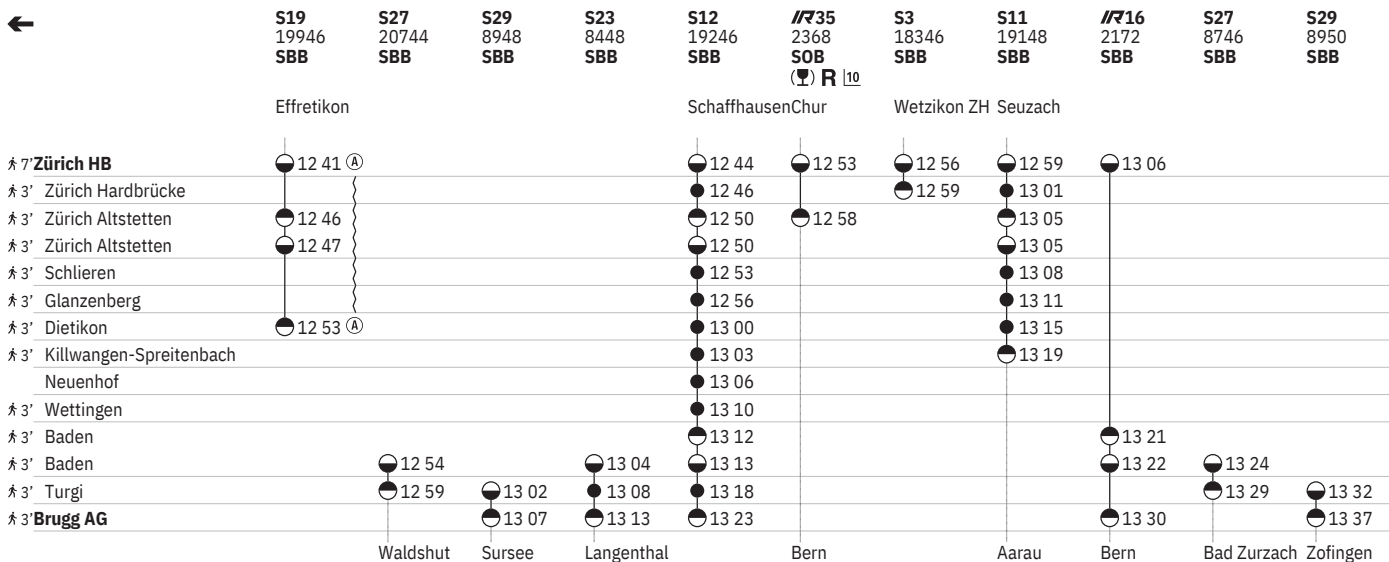 S19 S27 S29 S23 S12 IR35 S3 S11 IR16 S27 S29
19946 20744 8948 8448 19246 2368 18346 19148 2172 8746 8950
SBB SBB SBB SBB SBB SOB SBB SBB SBB SBB SBB
R 10
Effretikon Schaffhausen Chur Wetzikon ZH Seuzach
7' Zürich HB 12 41 A 12 44 12 53 12 56 12 59 13 06
3' Zürich Hardbrücke 12 46 12 59 13 01
3' Zürich Altstetten 12 46 12 50 12 58 13 05
3' Zürich Altstetten 12 47 12 50 13 05
3' Schlieren 12 53 13 08
3' Glanzenberg 12 56 13 11
3' Dietikon 12 53 A 13 00 13 15
3' Killwangen-Spreitenbach 13 03 13 19
Neuenhof 13 06
3' Wettingen 13 10
3' Baden 13 12 13 21
3' Baden 12 54 13 04 13 13 13 22 13 24
3' Turgi 12 59 13 02 13 08 13 18 13 29 13 32
3' Brugg AG 13 07 13 13 13 23 13 30 13 37
Waldshut Sursee Langenthal Bern Aarau Bern Bad Zurzach Zofingen